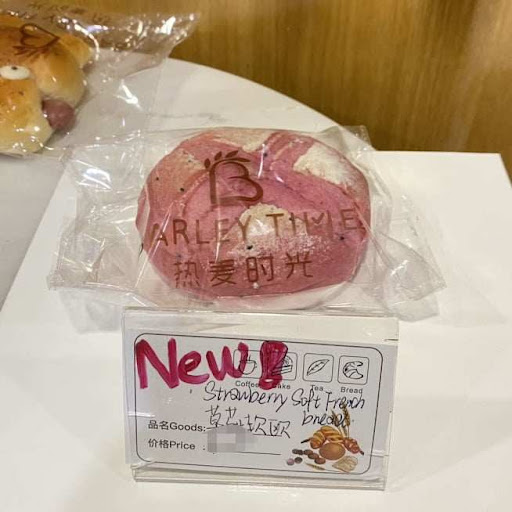 BARLEY TIME
热麦时光
New!
Coffee Cake Tea Bread
Strawberry Soft French
bread
品名Goods: 草莓软欧
价格Price :